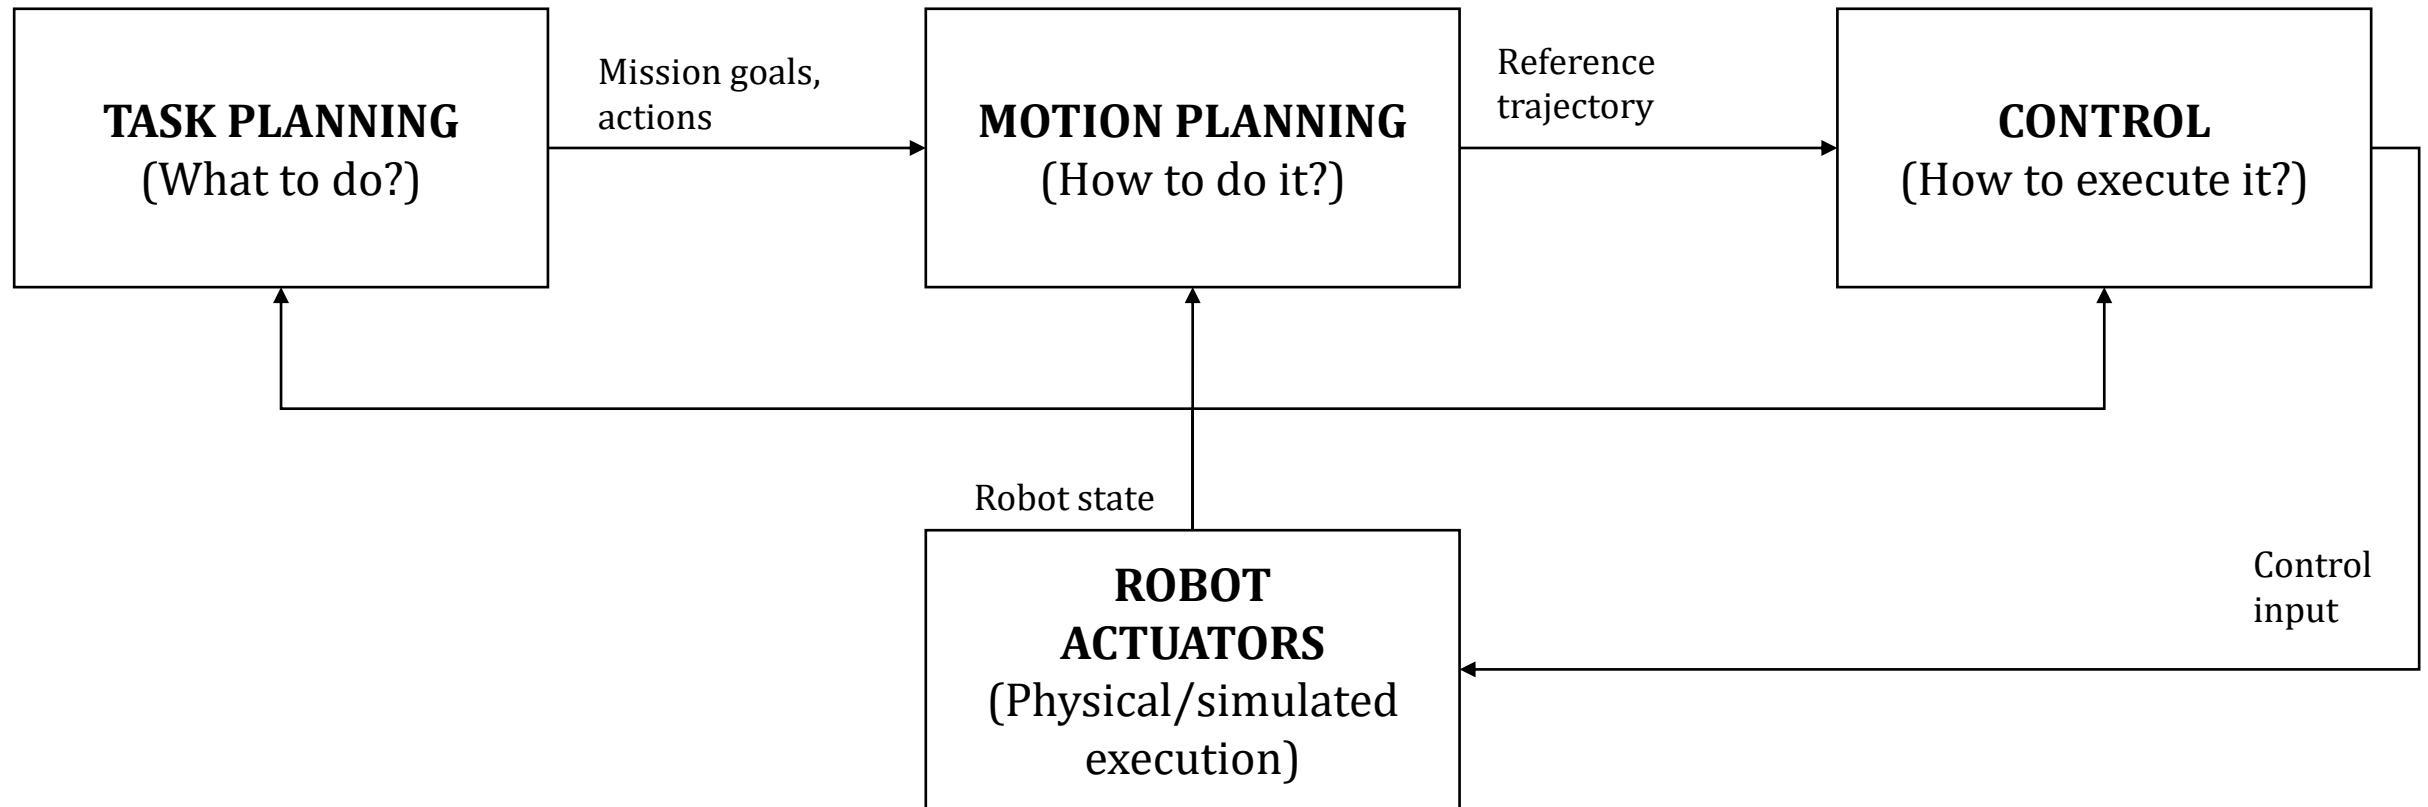 TASK PLANNING
(What to do?)
Mission goals,
actions
MOTION PLANNING
(How to do it?)
Reference
trajectory
CONTROL
(How to execute it?)
Robot state
ROBOT
ACTUATORS
(Physical/simulated
execution)
Control
input